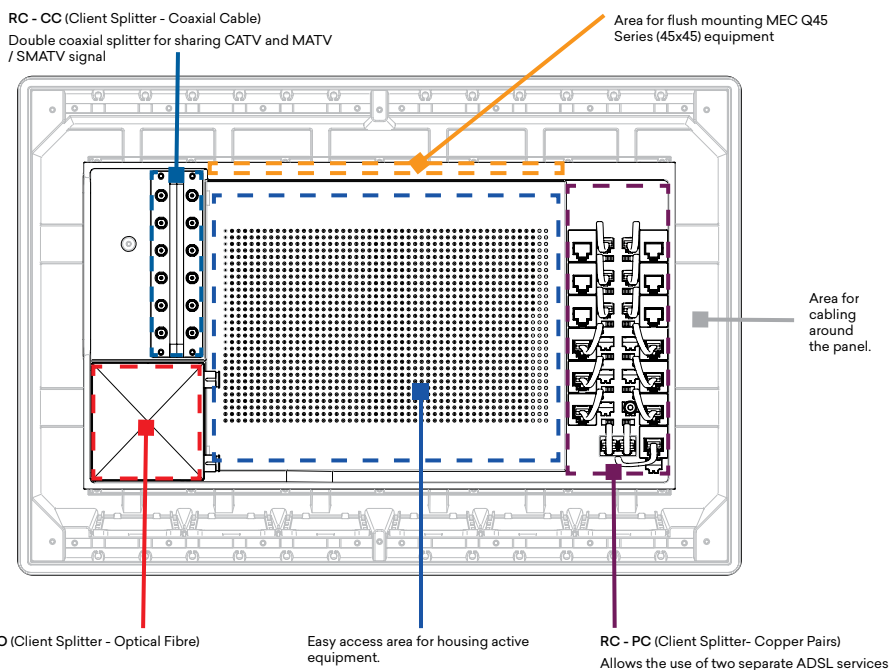 RC - CC (Client Splitter - Coaxial Cable)
Double coaxial splitter for sharing CATV and MATV
/ SMATV signal
Area for flush mounting MEC Q45
Series (45x45) equipment
Area for
cabling
around
the panel.
(Client Splitter - Optical Fibre)
Easy access area for housing active
equipment.
RC - PC (Client Splitter- Copper Pairs)
Allows the use of two separate ADSL services